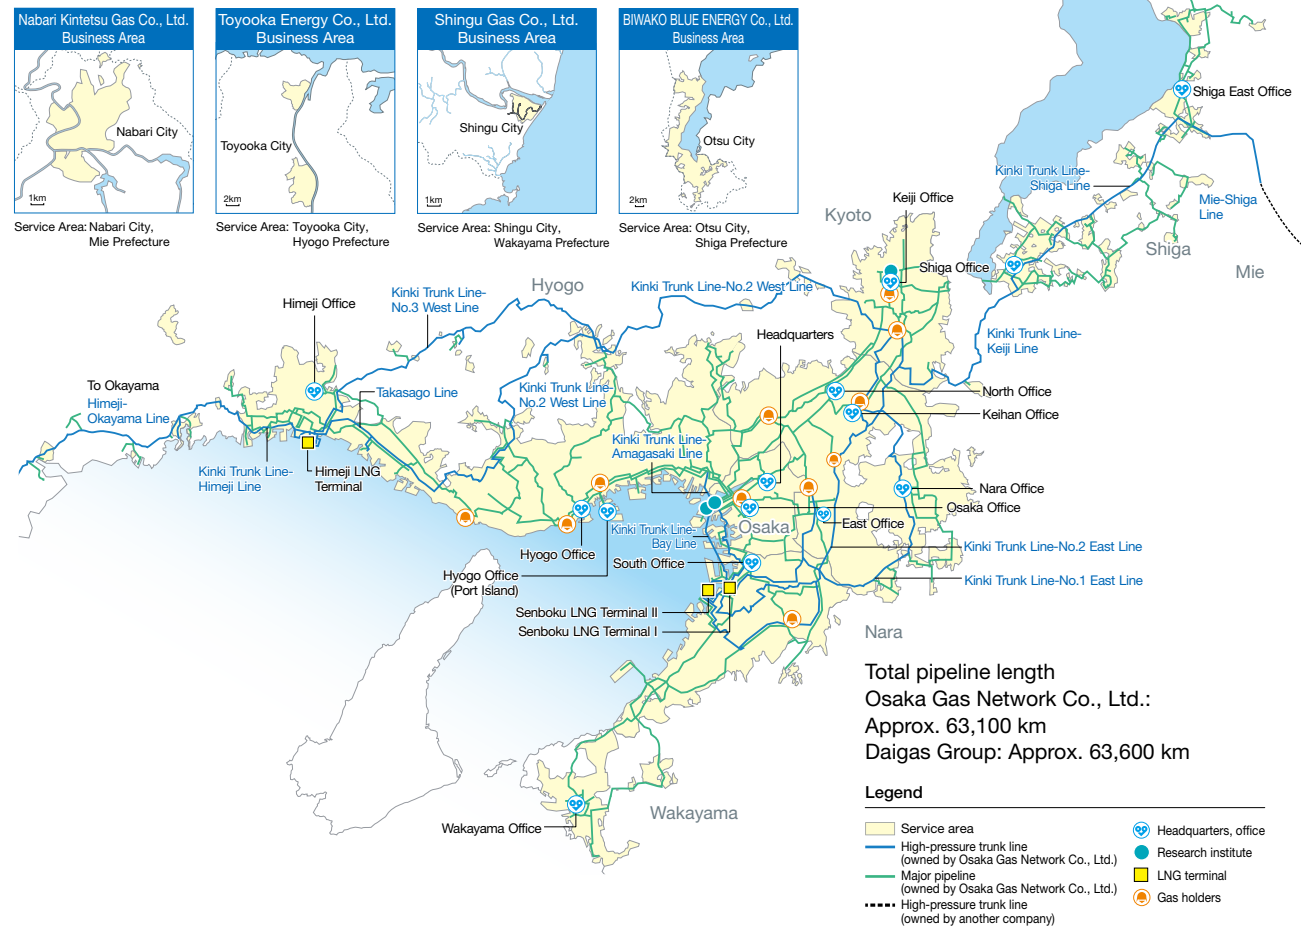 Nabari Kintetsu Gas Co., Ltd.
Business Area
Nabari City
1km
Service Area: Nabari City,
Mie Prefecture
Toyooka Energy Co., Ltd.
Business Area
Toyooka City
2km
Service Area: Toyooka City,
Hyogo Prefecture
Shingu Gas Co., Ltd.
Business Area
Shingu City
1km
Service Area: Shingu City,
Wakayama Prefecture
BIWAKO BLUE ENERGY Co., Ltd.
Business Area
Otsu City
2km
Service Area: Otsu City,
Shiga Prefecture
Shiga East Office
Kinki Trunk Line-
Shiga Line
Mie-Shiga
Line
Keiji Office
Kyoto
Shiga
Mie
Shiga Office
Hyogo
Kinki Trunk Line-No.2 West Line
Kinki Trunk Line-
No.3 West Line
Himeji Office
Headquarters
Kinki Trunk Line-
Keiji Line
To Okayama
Himeji-
Okayama Line
Takasago Line
Kinki Trunk Line-
No.2 West Line
North Office
Keihan Office
Kinki Trunk Line-
Amagasaki Line
Kinki Trunk Line-
Himeji Line
Himeji LNG
Terminal
Nara Office
Osaka Office
East Office
Osaka
Kinki Trunk Line-
Bay Line
Hyogo Office
Kinki Trunk Line-No.2 East Line
South Office
Hyogo Office
(Port Island)
Kinki Trunk Line-No.1 East Line
Senboku LNG Terminal II
Senboku LNG Terminal I
Nara
Total pipeline length
Osaka Gas Network Co., Ltd.:
Approx. 63,100 km
Daigas Group: Approx. 63,600 km
Wakayama
Wakayama Office
Legend
Service area
High-pressure trunk line
(owned by Osaka Gas Network Co., Ltd.)
Major pipeline
(owned by Osaka Gas Network Co., Ltd.)
High-pressure trunk line
(owned by another company)
Headquarters, office
Research institute
LNG terminal
Gas holders